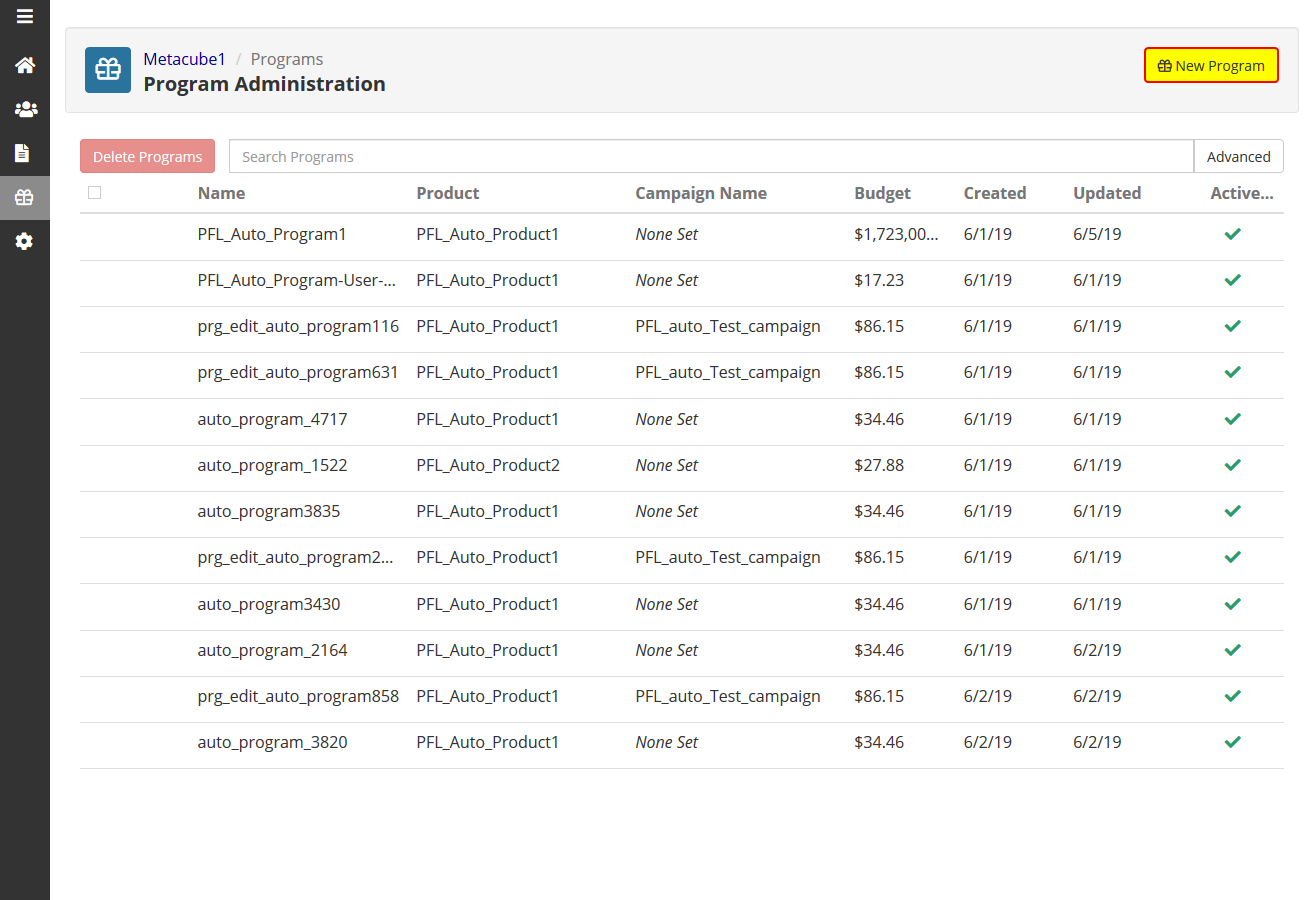 Metacube1 / Programs
Program Administration
New Program
Delete Programs Search Programs Advanced
Name Product Campaign Name Budget Created Updated Active...
PFL_Auto_Program1 PFL_Auto_Product1 None Set $1,723,00... 6/1/19 6/5/19
PFL_Auto_Program-User-... PFL_Auto_Product1 None Set $17.23 6/1/19 6/1/19
prg_edit_auto_program116 PFL_Auto_Product1 PFL_auto_Test_campaign $86.15 6/1/19 6/1/19
prg_edit_auto_program631 PFL_Auto_Product1 PFL_auto_Test_campaign $86.15 6/1/19 6/1/19
auto_program_4717 PFL_Auto_Product1 None Set $34.46 6/1/19 6/1/19
auto_program_1522 PFL_Auto_Product2 None Set $27.88 6/1/19 6/1/19
auto_program3835 PFL_Auto_Product1 None Set $34.46 6/1/19 6/1/19
prg_edit_auto_program2... PFL_Auto_Product1 PFL_auto_Test_campaign $86.15 6/1/19 6/1/19
auto_program3430 PFL_Auto_Product1 None Set $34.46 6/1/19 6/1/19
auto_program_2164 PFL_Auto_Product1 None Set $34.46 6/1/19 6/2/19
prg_edit_auto_program858 PFL_Auto_Product1 PFL_auto_Test_campaign $86.15 6/2/19 6/2/19
auto_program_3820 PFL_Auto_Product1 None Set $34.46 6/2/19 6/2/19